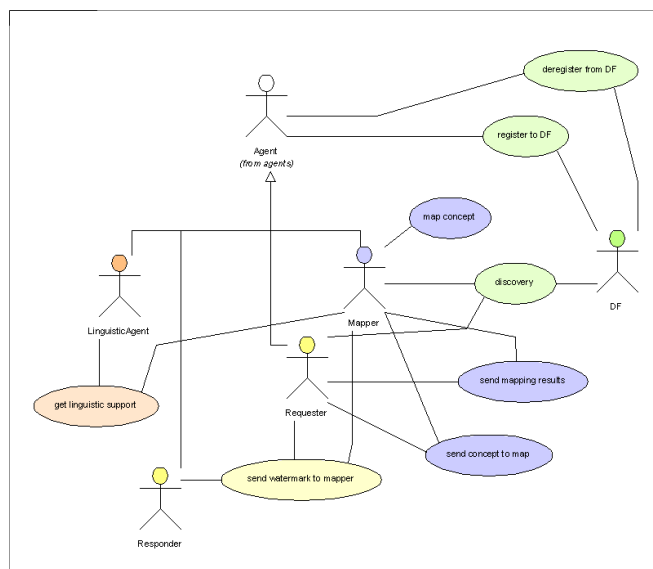 deregister from DF
register to DF
Agent
(from agents)
map concept
discovery
DF
LinguisticAgent
Mapper
send mapping results
get linguistic support
Requester
send concept to map
send watermark to mapper
Responder